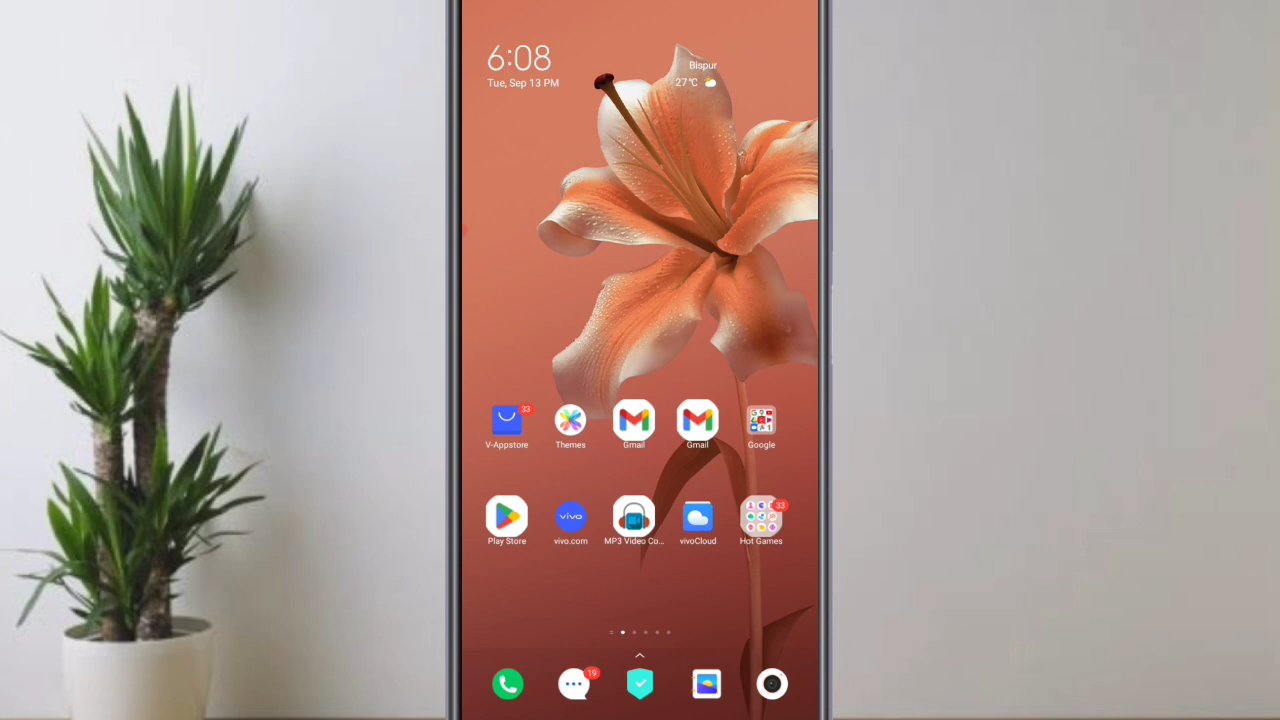 6:08
Tue, Sep 13 PM
Bispur
27°C
33
V-Appstore
Themes
Gmail
Gmail
Google
vivo
33
Play Store
vivo.com
MP3 Video Co...
vivoCloud
Hot Games
19